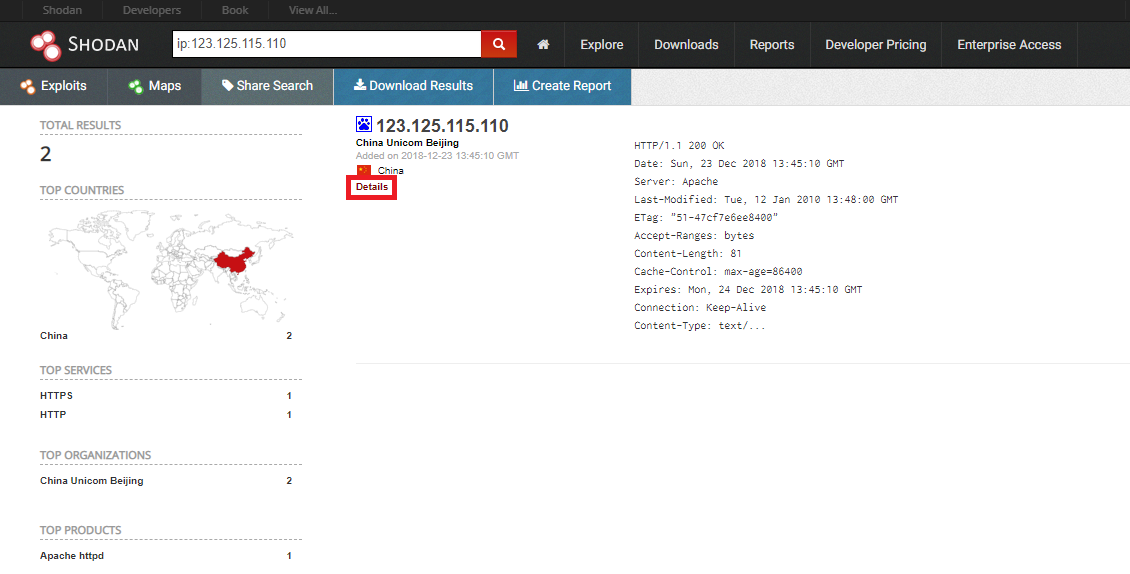 Shodan Developers Book View All...
SHODAN ip:123.125.115.110 Explore Downloads Reports Developer Pricing Enterprise Access
Exploits Maps Share Search Download Results Create Report
TOTAL RESULTS
2
TOP COUNTRIES
China 2
TOP SERVICES
HTTPS 1
HTTP 1
TOP ORGANIZATIONS
China Unicom Beijing 2
TOP PRODUCTS
Apache httpd 1
123.125.115.110
China Unicom Beijing
Added on 2018-12-23 13:45:10 GMT
China
Details
HTTP/1.1 200 OK
Date: Sun, 23 Dec 2018 13:45:10 GMT
Server: Apache
Last-Modified: Tue, 12 Jan 2010 13:48:00 GMT
ETag: "51-47cf7e6ee8400"
Accept-Ranges: bytes
Content-Length: 81
Cache-Control: max-age=86400
Expires: Mon, 24 Dec 2018 13:45:10 GMT
Connection: Keep-Alive
Content-Type: text/...